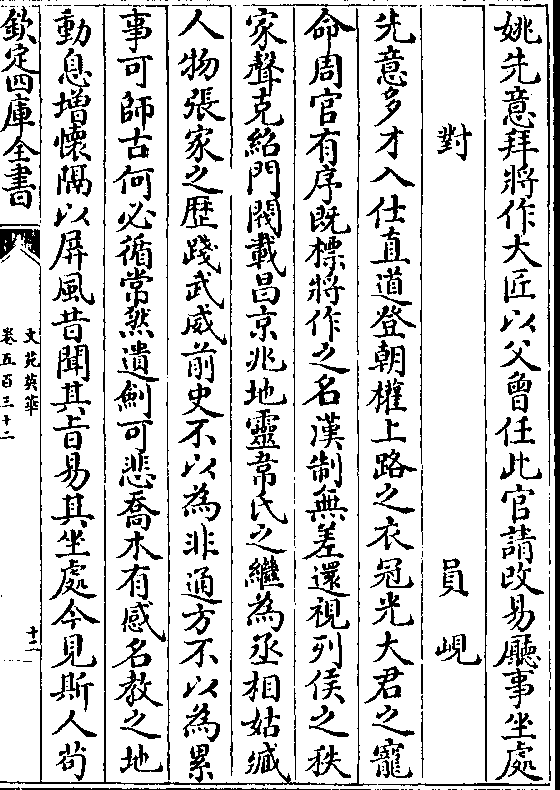 姚先意拜將作大匠以父曾任此官請改易廳事坐處
對　員峴
先意多才入仕直道登朝權上路之衣冠光大君之寵
命周官有序既標將作之名漢制無差還視列侯之秩
家聲克紹門閥載昌京兆地靈韋氏之繼為丞相姑臧
人物張家之歴踐武威前史不以為非通方不以為累
事可師古何必循常然遺劍可悲喬木有感名教之地
動息增懷隔以屏風昔聞其旨易其坐處今見斯人苟
欽定四庫全書
文苑英華
卷五百三十二
十二